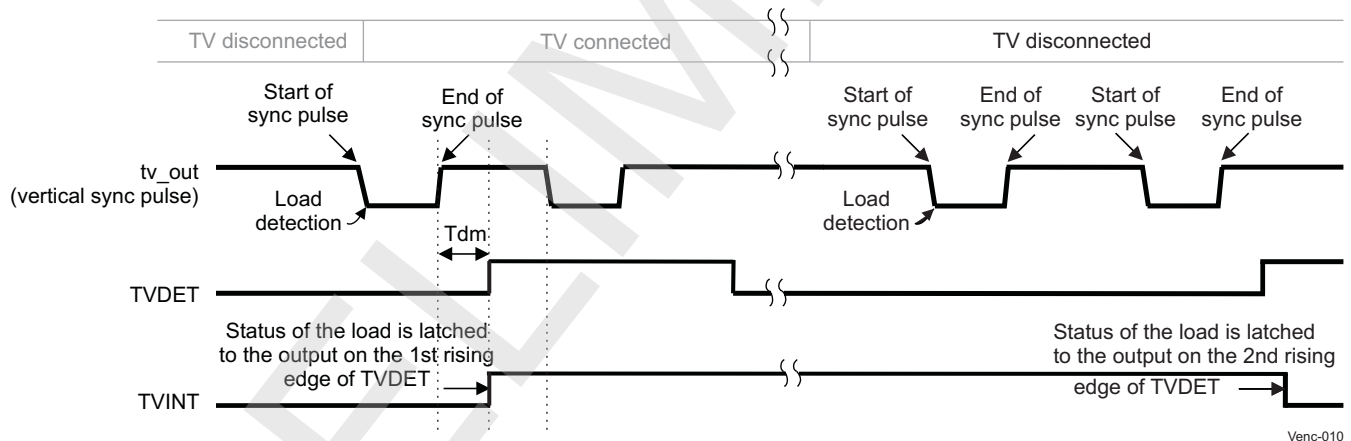 TV disconnected
TV connected
TV disconnected
Start of
sync pulse
End of
sync pulse
Start of
sync pulse
End of
sync pulse
Start of
sync pulse
End of
sync pulse
tv_out
(vertical sync pulse)
Load
detection
Load
detection
Tdm
TVDET
Status of the load is latched
to the output on the 1st rising
edge of TVDET
Status of the load is latched
to the output on the 2nd rising
edge of TVDET
TVINT
Venc-010